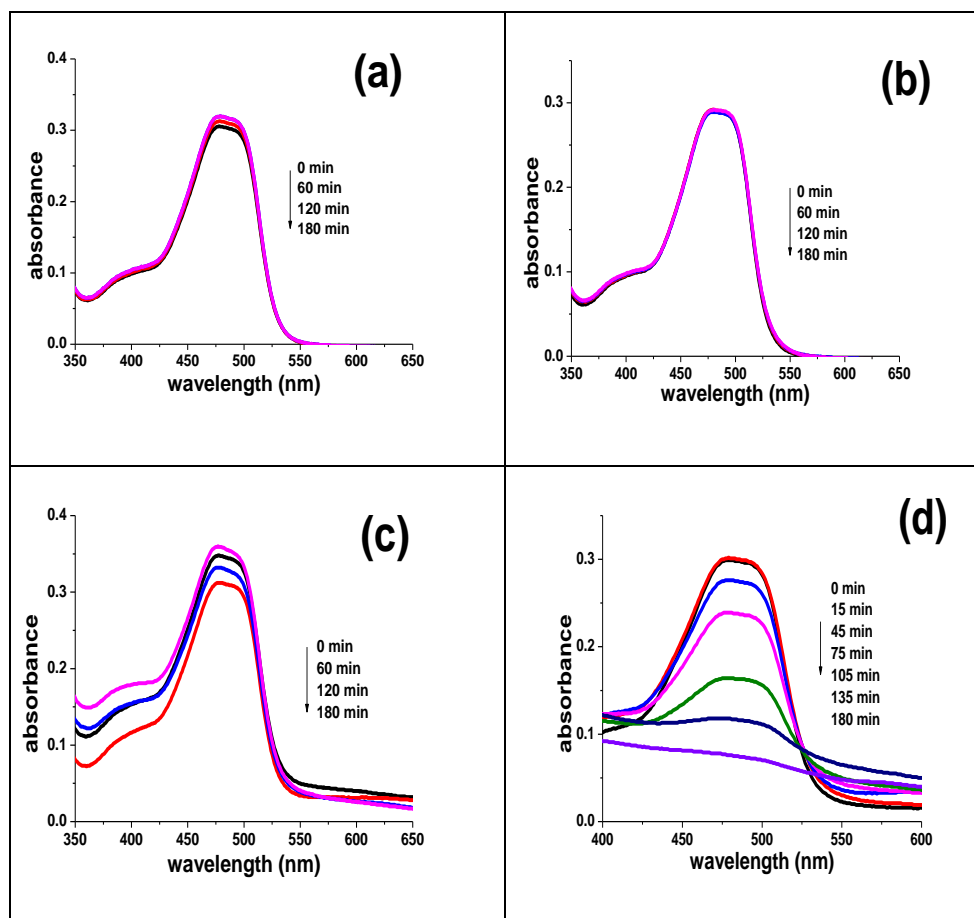 (a)
0.4
0.3
0.2
0.1
0.0
absorbance
0 min
60 min
120 min
180 min
350 400 450 500 550 600 650
wavelength (nm)
(b)
0.3
0.2
0.1
0.0
absorbance
0 min
60 min
120 min
180 min
350 400 450 500 550 600 650
wavelength (nm)
(c)
0.4
0.3
0.2
0.1
0.0
absorbance
0 min
60 min
120 min
180 min
350 400 450 500 550 600 650
wavelength (nm)
(d)
0.3
0.2
0.1
0.0
absorbance
0 min
15 min
45 min
75 min
105 min
135 min
180 min
400 450 500 550 600
wavelength (nm)